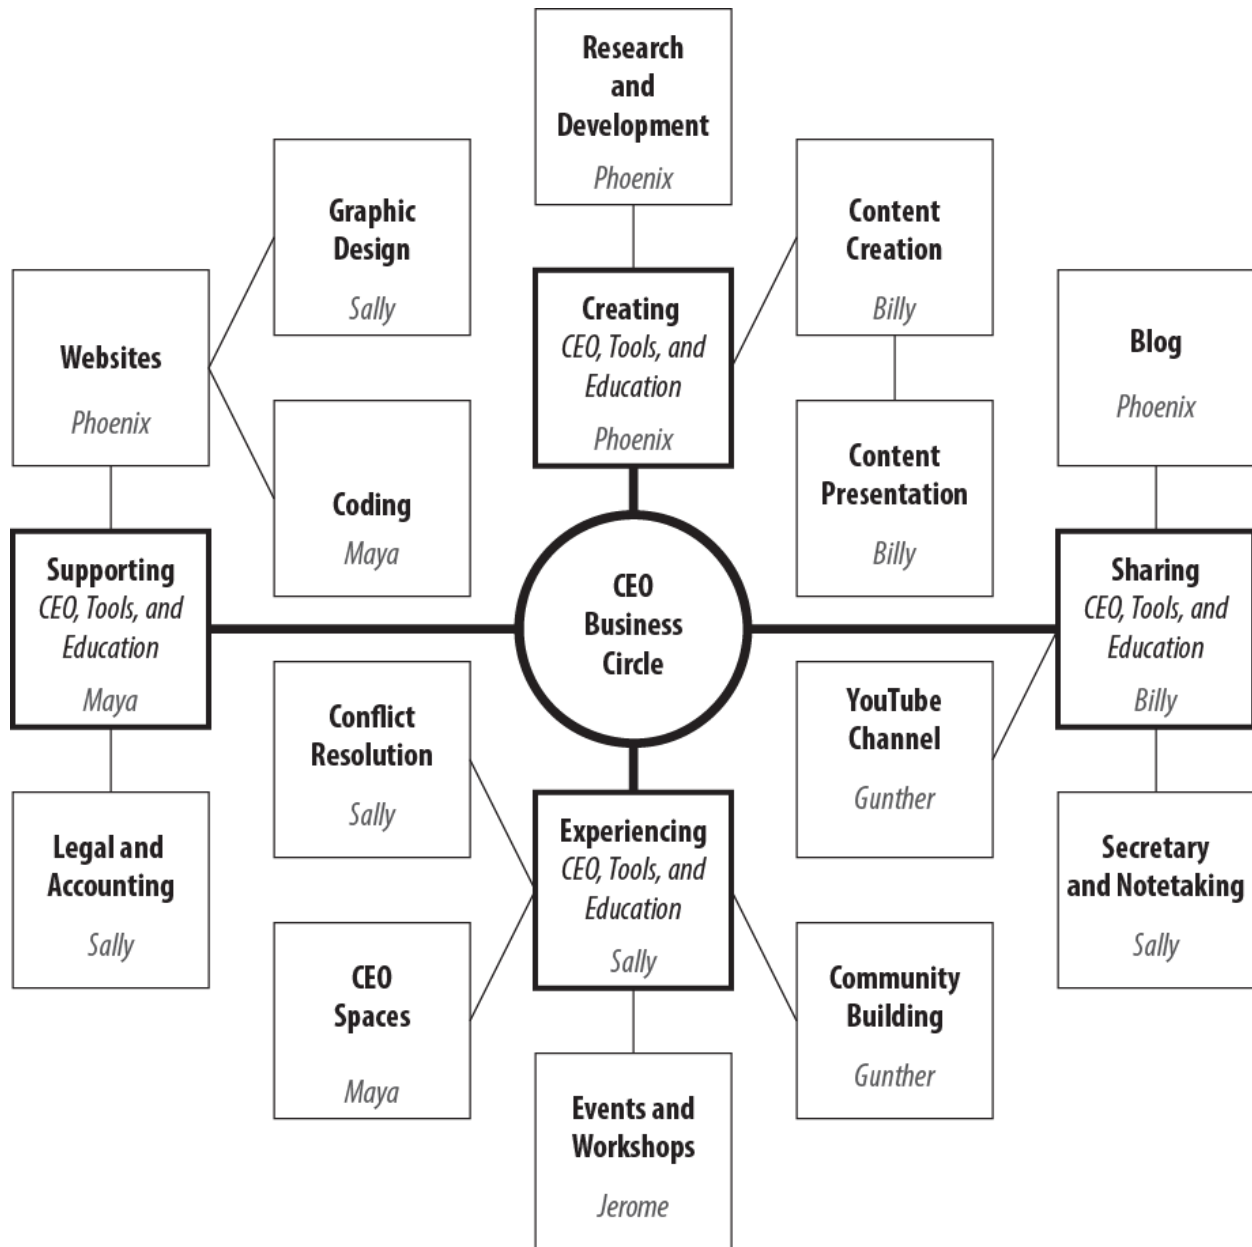 Research
and
Development
Phoenix
Graphic
Design
Sally
Content
Creation
Billy
Websites
Phoenix
Creating
CEO, Tools, and
Education
Phoenix
Blog
Phoenix
Coding
Maya
Content
Presentation
Billy
Supporting
CEO, Tools, and
Education
Maya
CEO
Business
Circle
Sharing
CEO, Tools, and
Education
Billy
Conflict
Resolution
Sally
YouTube
Channel
Gunther
Legal and
Accounting
Sally
Experiencing
CEO, Tools, and
Education
Sally
Secretary
and Notetaking
Sally
CEO
Spaces
Maya
Community
Building
Gunther
Events and
Workshops
Jerome